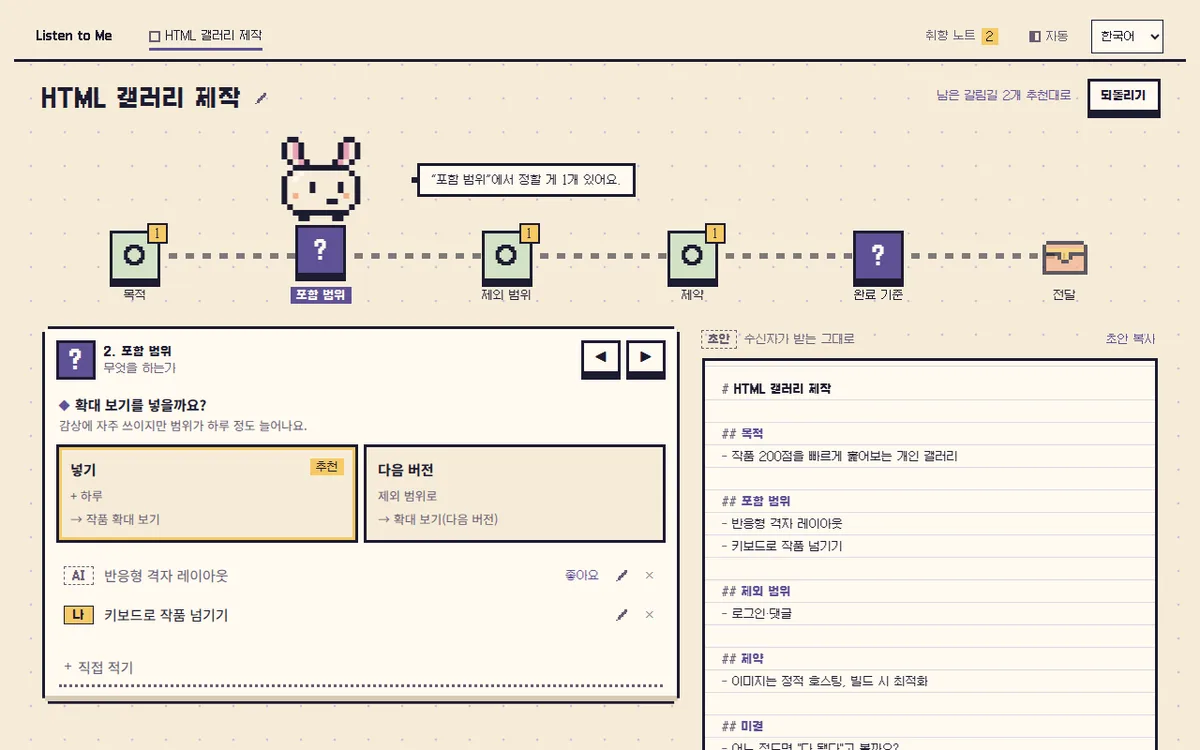 Listen to Me
HTML 갤러리 제작
취향 노트 2
자동
한국어
HTML 갤러리 제작
남은 갈림길 2개 추천대로
되돌리기
“포함 범위”에서 정할 게 1개 있어요.
1
?
1
1
?
목적
포함 범위
제외 범위
제약
완료 기준
전달
?
2. 포함 범위
무엇을 하는가
◀
▶
◆ 확대 보기를 넣을까요?
감상에 자주 쓰이지만 범위가 하루 정도 늘어나요.
넣기
추천
+ 하루
→ 작품 확대 보기
다음 버전
제외 범위로
→ 확대 보기(다음 버전)
AI 반응형 격자 레이아웃
좋아요
×
나 키보드로 작품 넘기기
×
+ 직접 적기
초안 수신자가 받는 그대로
초안 복사
# HTML 갤러리 제작
## 목적
- 작품 200점을 빠르게 훑어보는 개인 갤러리
## 포함 범위
- 반응형 격자 레이아웃
- 키보드로 작품 넘기기
## 제외 범위
- 로그인·댓글
## 제약
- 이미지는 정적 호스팅, 빌드 시 최적화
## 미결
- 어느 정도면 "다 됐다"고 볼까요?